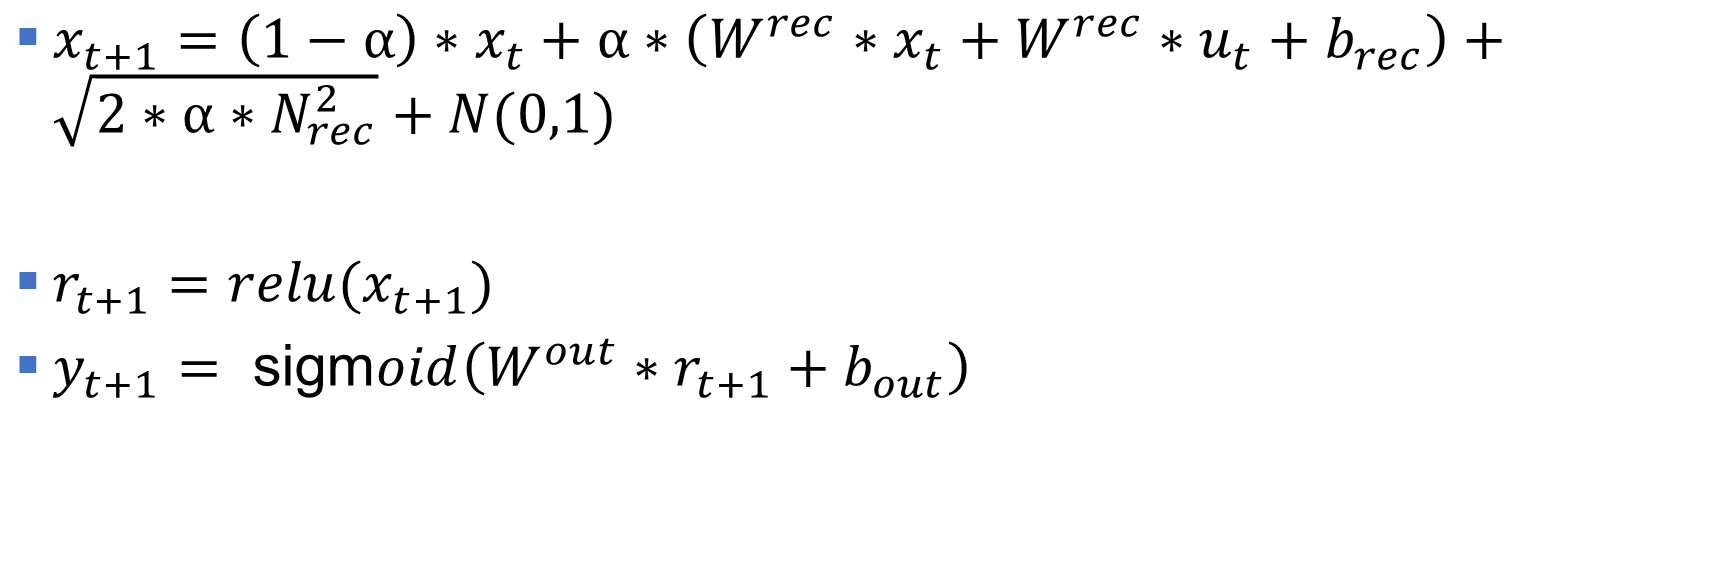 ▪ $x_{t+1} = (1 - α) * x_t + α * (W^{rec} * x_t + W^{rec} * u_t + b_{rec}) +$
$\sqrt{2 * α * N_{rec}^2} + N(0,1)$
▪ $r_{t+1} = relu(x_{t+1})$
▪ $y_{t+1} = sigmoid(W^{out} * r_{t+1} + b_{out})$